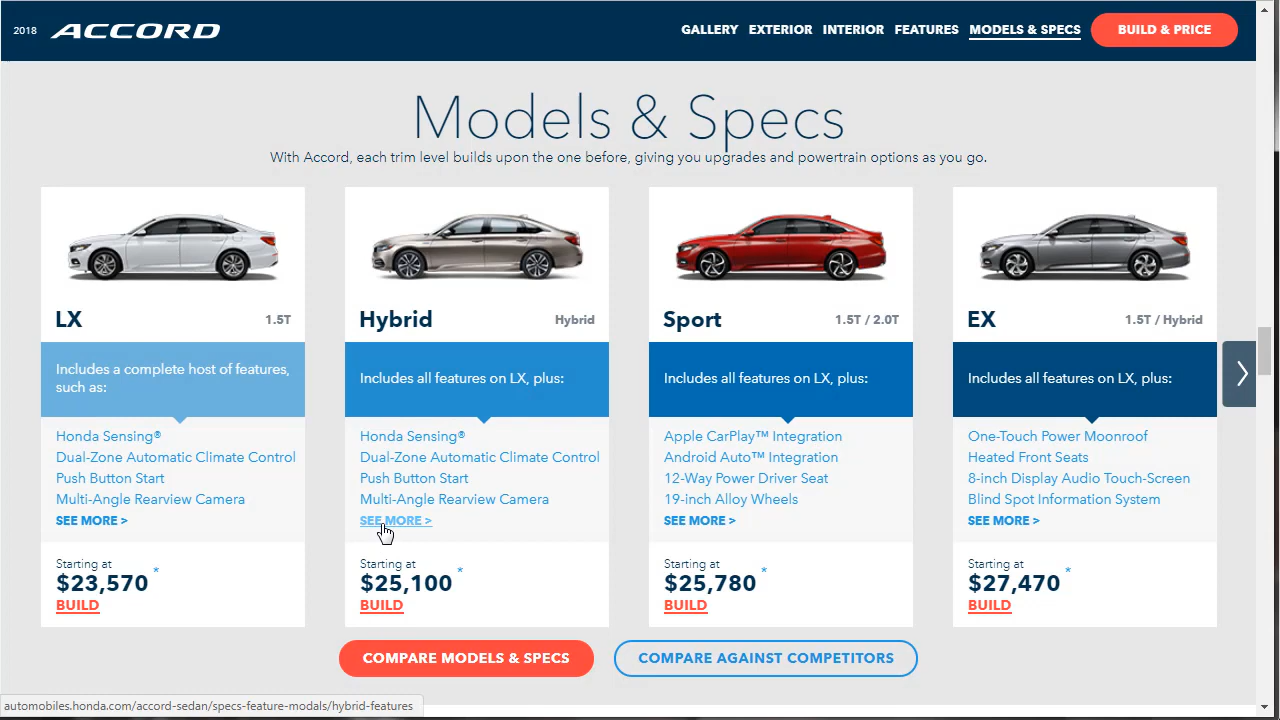 2018 ACCORD GALLERY EXTERIOR INTERIOR FEATURES MODELS & SPECS BUILD & PRICE
Models & Specs
With Accord, each trim level builds upon the one before, giving you upgrades and powertrain options as you go.
LX 1.5T
Includes a complete host of features,
such as:
Honda Sensing®
Dual-Zone Automatic Climate Control
Push Button Start
Multi-Angle Rearview Camera
SEE MORE >
Starting at
$23,570*
BUILD
Hybrid Hybrid
Includes all features on LX, plus:
Honda Sensing®
Dual-Zone Automatic Climate Control
Push Button Start
Multi-Angle Rearview Camera
SEE MORE >
Starting at
$25,100*
BUILD
Sport 1.5T / 2.0T
Includes all features on LX, plus:
Apple CarPlay™ Integration
Android Auto™ Integration
12-Way Power Driver Seat
19-inch Alloy Wheels
SEE MORE >
Starting at
$25,780*
BUILD
EX 1.5T / Hybrid
Includes all features on LX, plus:
One-Touch Power Moonroof
Heated Front Seats
8-inch Display Audio Touch-Screen
Blind Spot Information System
SEE MORE >
Starting at
$27,470*
BUILD
COMPARE MODELS & SPECS COMPARE AGAINST COMPETITORS
automobiles.honda.com/accord-sedan/specs-feature-modals/hybrid-features